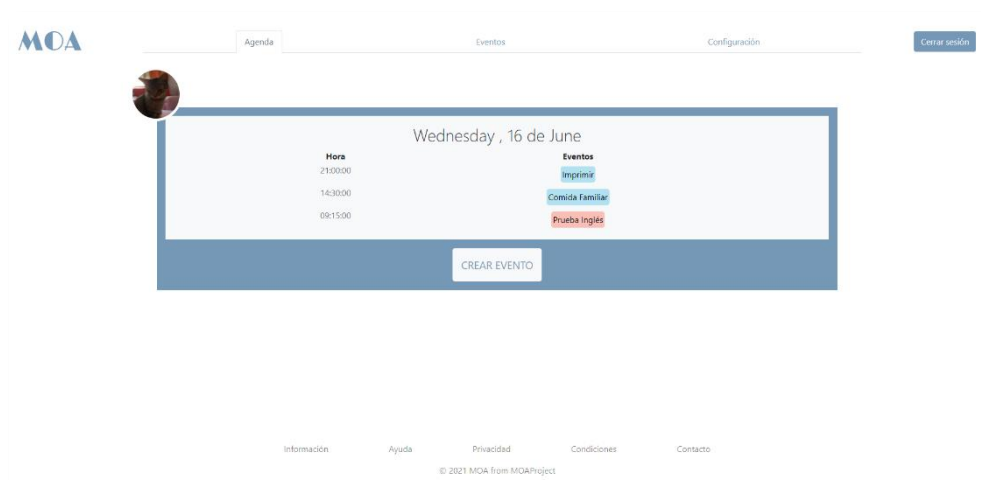 MOA
Agenda Eventos Configuración Cerrar sesión
Wednesday , 16 de June
Hora Eventos
21:00:00 Imprimir
14:30:00 Comida Familiar
09:15:00 Prueba Inglés
CREAR EVENTO
Información Ayuda Privacidad Condiciones Contacto
© 2021 MOA from MOAProject